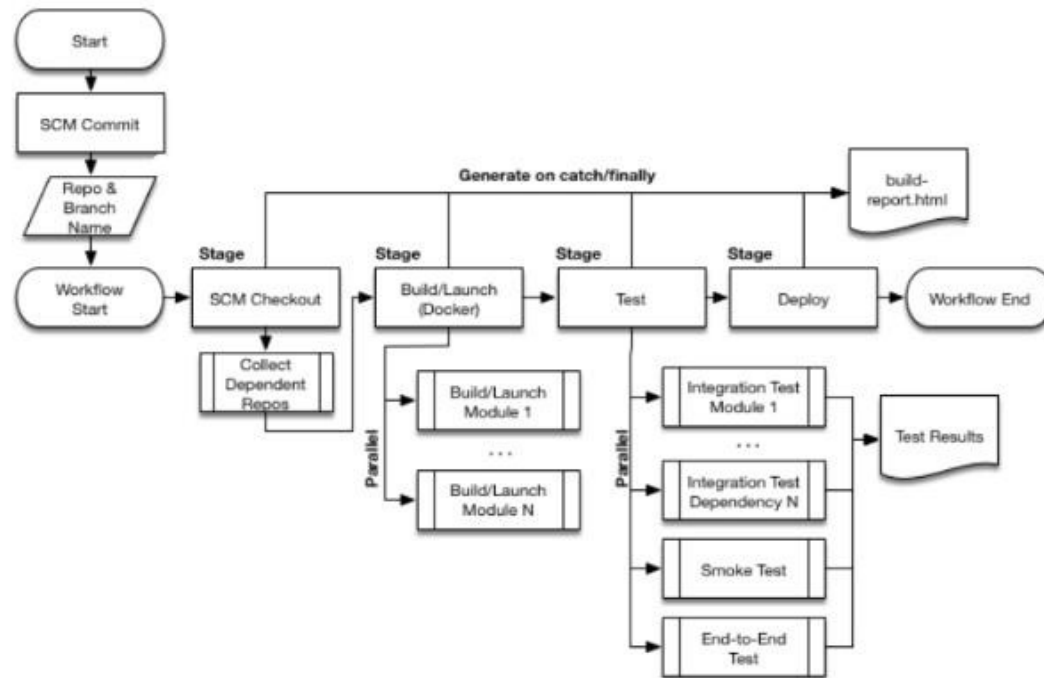 Start
SCM Commit
Repo &
Branch
Name
Workflow
Start
Generate on catch/finally
build-
report.html
Stage
SCM Checkout
Collect
Dependent
Repos
Stage
Build/Launch
(Docker)
Stage
Test
Stage
Deploy
Workflow End
Parallel
Build/Launch
Module 1
...
Build/Launch
Module N
Parallel
Integration Test
Module 1
...
Integration Test
Dependency N
Smoke Test
End-to-End
Test
Test Results